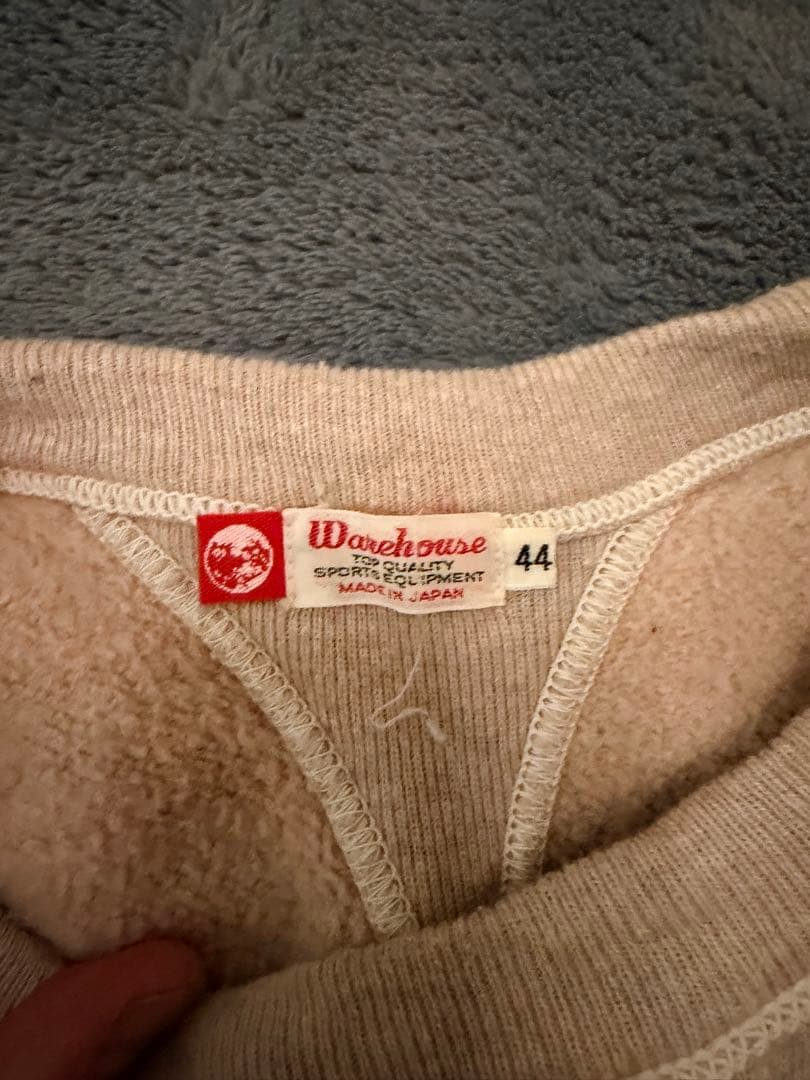 Warehouse
TOP QUALITY
SPORTS EQUIPMENT
MADE IN JAPAN
44